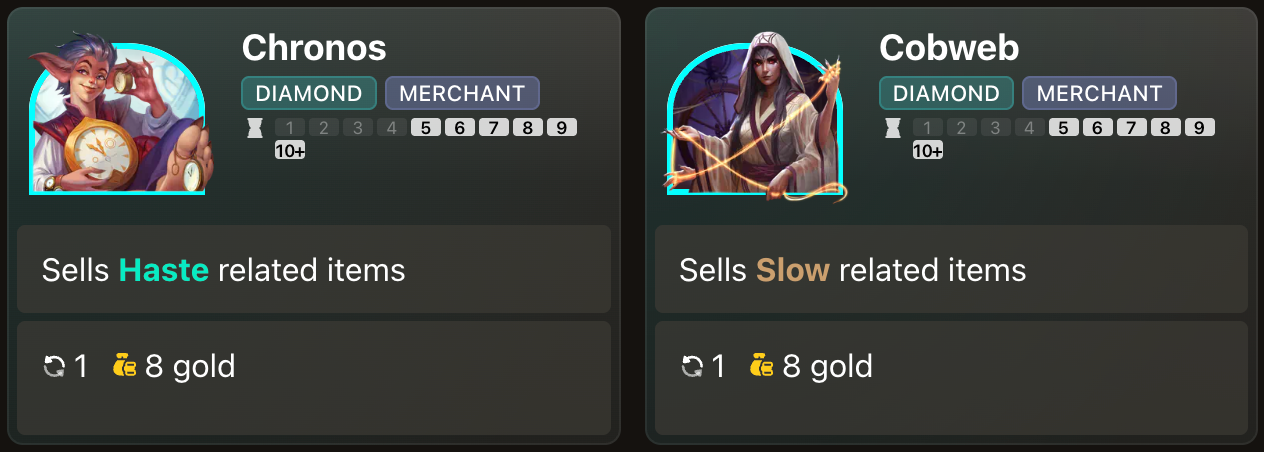 Chronos
DIAMOND MERCHANT
1 2 3 4 5 6 7 8 9
10+
Sells Haste related items
1 8 gold
Cobweb
DIAMOND MERCHANT
1 2 3 4 5 6 7 8 9
10+
Sells Slow related items
1 8 gold